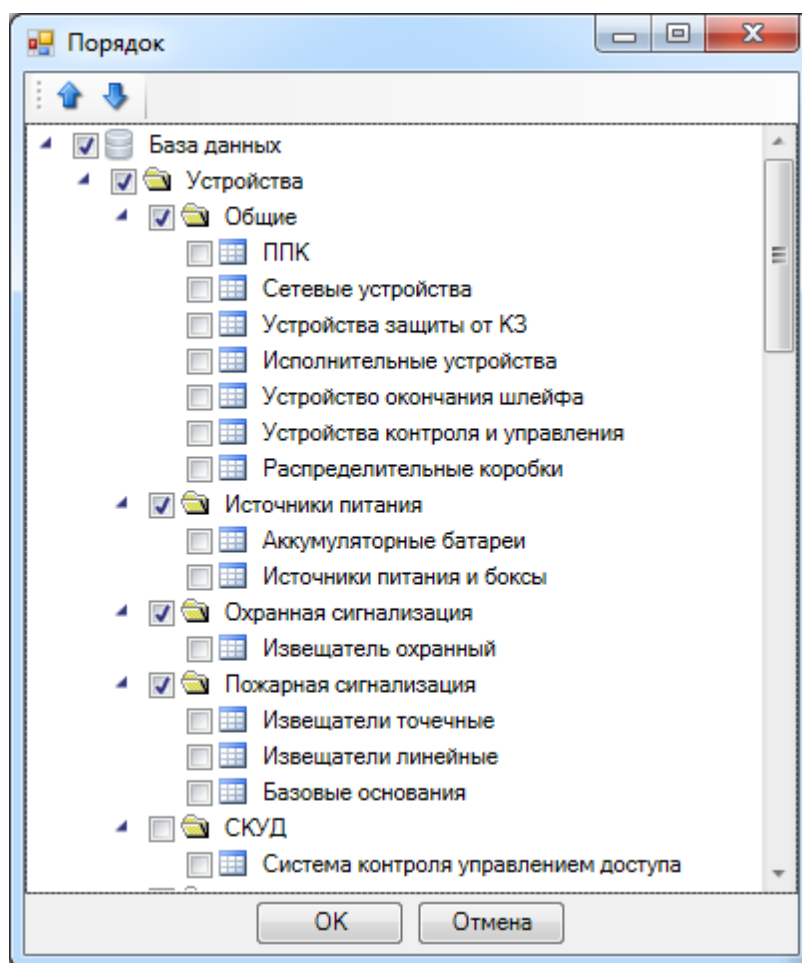 Порядок
База данных
Устройства
Общие
ППК
Сетевые устройства
Устройства защиты от КЗ
Исполнительные устройства
Устройство окончания шлейфа
Устройства контроля и управления
Распределительные коробки
Источники питания
Аккумуляторные батареи
Источники питания и боксы
Охранная сигнализация
Извещатель охранный
Пожарная сигнализация
Извещатели точечные
Извещатели линейные
Базовые основания
СКУД
Система контроля управлением доступа
OK Отмена